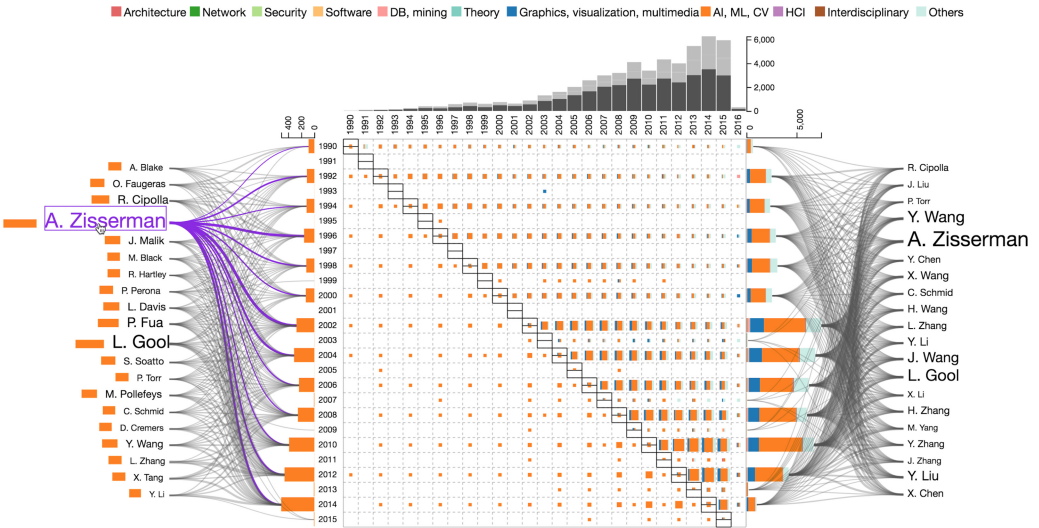 Architecture Network Security Software DB, mining Theory Graphics, visualization, multimedia AI, ML, CV HCI Interdisciplinary Others
6,000
4,000
2,000
0
400 200 0
1990 1991 1992 1993 1994 1995 1996 1997 1998 1999 2000 2001 2002 2003 2004 2005 2006 2007 2008 2009 2010 2011 2012 2013 2014 2015 2016
0 5,000
1990
1991
1992
1993
1994
1995
1996
1997
1998
1999
2000
2001
2002
2003
2004
2005
2006
2007
2008
2009
2010
2011
2012
2013
2014
2015
A. Blake
O. Faugeras
R. Cipolla
A. Zisserman
J. Malik
M. Black
R. Hartley
P. Perona
L. Davis
P. Fua
L. Gool
S. Soatto
P. Torr
M. Pollefeys
C. Schmid
D. Cremers
Y. Wang
L. Zhang
X. Tang
Y. Li
R. Cipolla
J. Liu
P. Torr
Y. Wang
A. Zisserman
Y. Chen
X. Wang
C. Schmid
H. Wang
L. Zhang
Y. Li
J. Wang
L. Gool
X. Li
H. Zhang
M. Yang
Y. Zhang
J. Zhang
Y. Liu
X. Chen